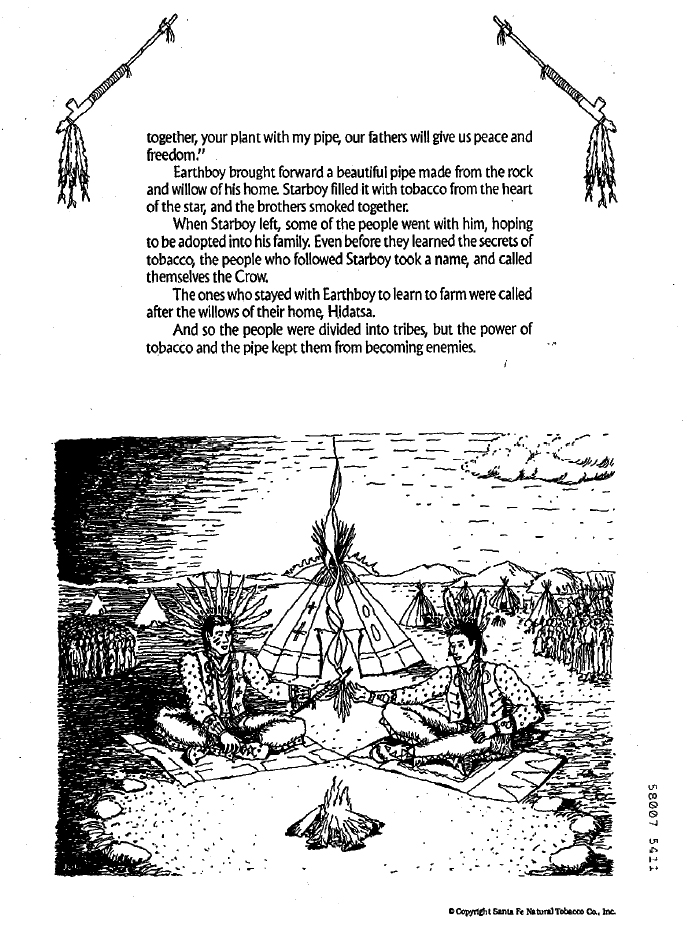 together, your plant with my pipe, our fathers will give us peace and
freedom."
Earthboy brought forward a beautiful pipe made from the rock
and willow of his home. Starboy filled it with tobacco from the heart
of the star, and the brothers smoked together.
When Starboy left, some of the people went with him, hoping
to be adopted into his family. Even before they learned the secrets of
tobacco, the people who followed Starboy took a name, and called
themselves the Crow.
The ones who stayed with Earthboy to learn to farm were called
after the willows of their home, Hidatsa.
And so the people were divided into tribes, but the power of
tobacco and the pipe kept them from becoming enemies.
58007 5411
© Copyright Santa Fe Natural Tobacco Co., Inc.